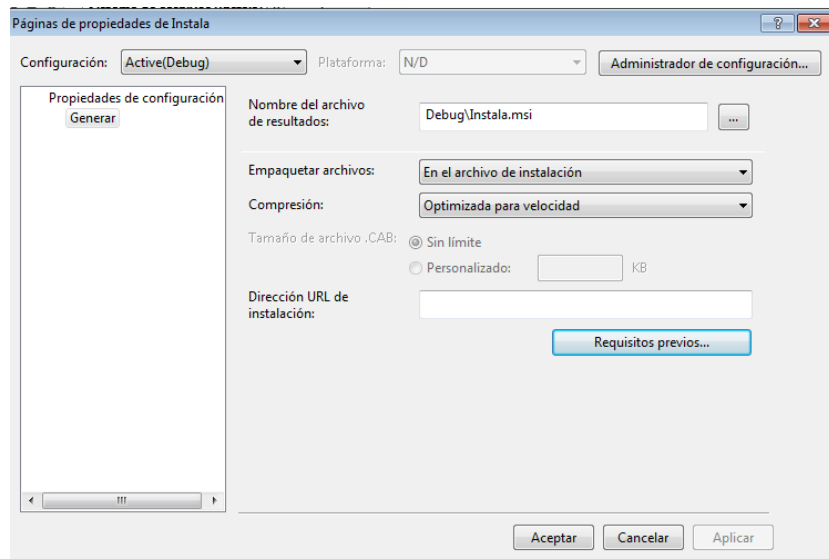 Páginas de propiedades de Instala
Configuración: Active(Debug) Plataforma: N/D Administrador de configuración...
Propiedades de configuración
Generar
Nombre del archivo
de resultados: Debug\Instala.msi ...
Empaquetar archivos: En el archivo de instalación
Compresión: Optimizada para velocidad
Tamaño de archivo .CAB: Sin límite
Personalizado: KB
Dirección URL de
instalación:
Requisitos previos...
Aceptar Cancelar Aplicar